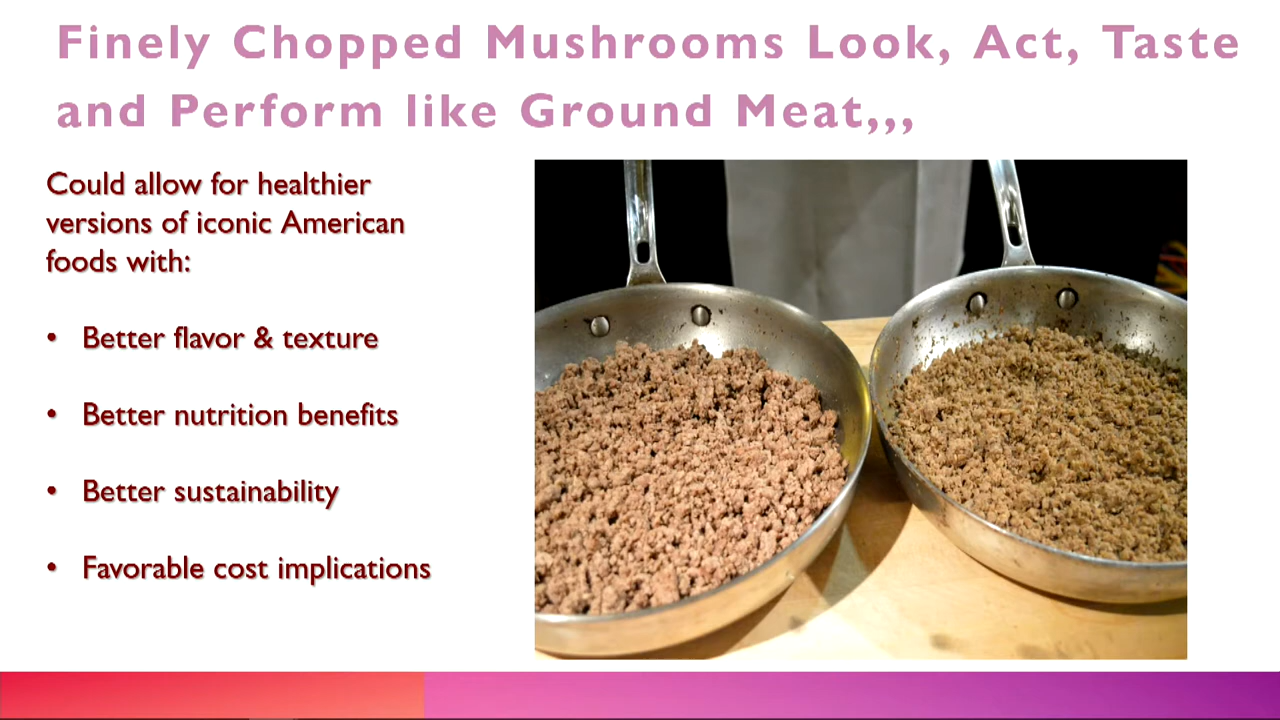 Finely Chopped Mushrooms Look, Act, Taste
and Perform like Ground Meat,,,
Could allow for healthier
versions of iconic American
foods with:
• Better flavor & texture
• Better nutrition benefits
• Better sustainability
• Favorable cost implications